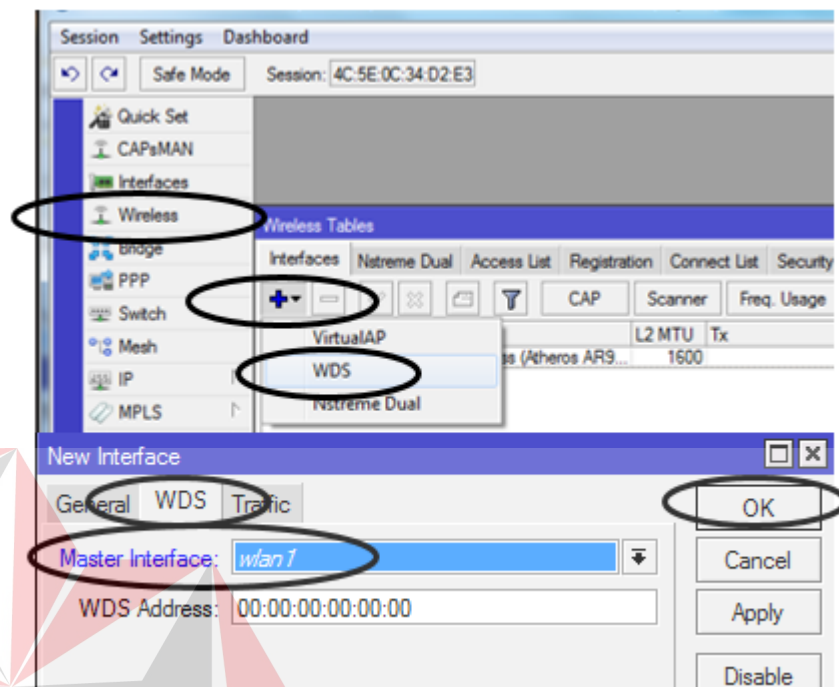 Session Settings Dashboard
Safe Mode Session: 4C:5E:0C:34:D2:E3
Quick Set
CAPsMAN
Interfaces
Wireless
Bridge
PPP
Switch
Mesh
IP
MPLS
Wireless Tables
Interfaces Nstreme Dual Access List Registration Connect List Security
CAP Scanner Freq. Usage
L2 MTU Tx
ss (Atheros AR9... 1600
VirtualAP
WDS
Nstreme Dual
New Interface
General WDS Traffic
Master Interface: wlan1
WDS Address: 00:00:00:00:00:00
OK
Cancel
Apply
Disable